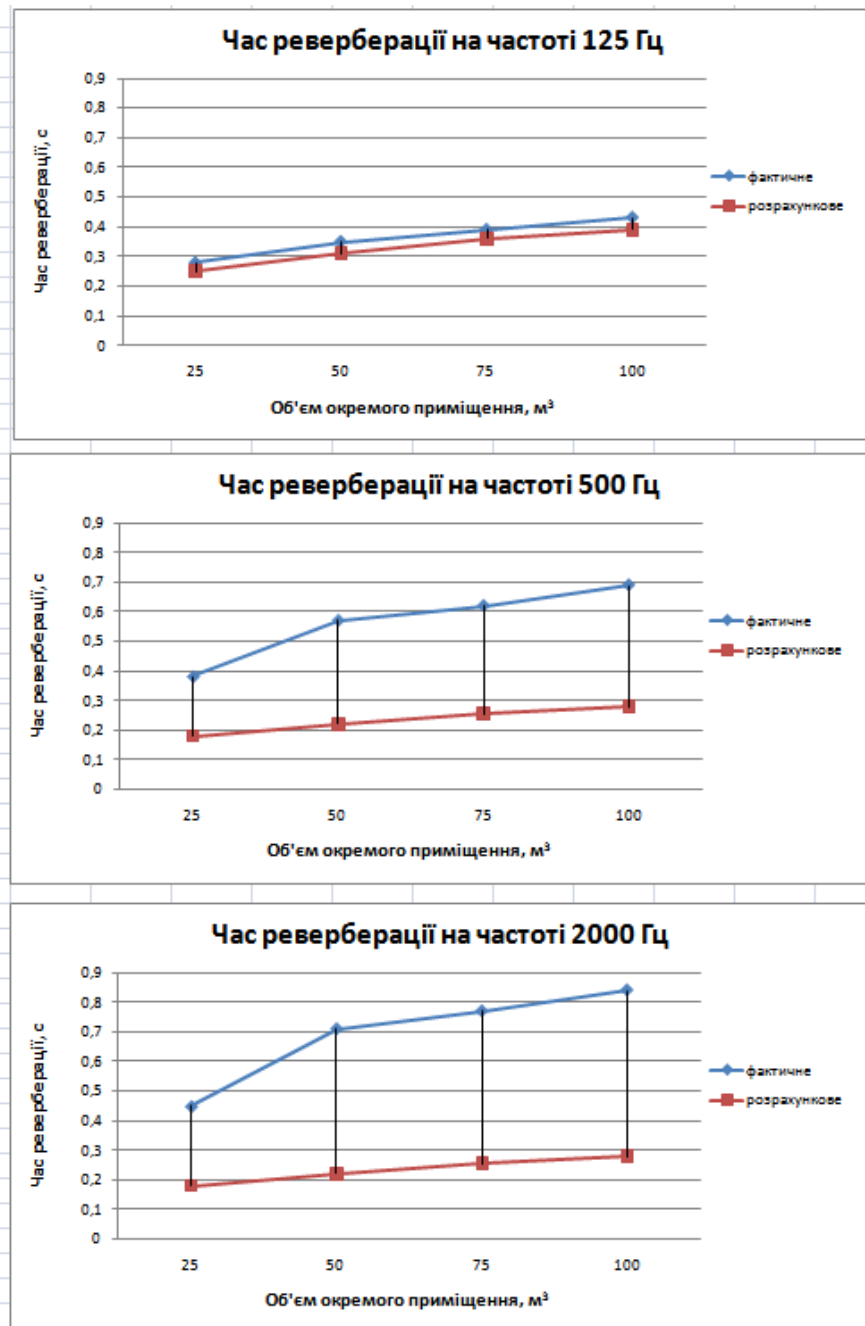 Час реверберації на частоті 125 Гц
0,9
0,8
0,7
0,6
0,5
0,4
0,3
0,2
0,1
0
Час реверберації, с
25 50 75 100
Об'єм окремого приміщення, м³
фактичне
розрахункове
Час реверберації на частоті 500 Гц
0,9
0,8
0,7
0,6
0,5
0,4
0,3
0,2
0,1
0
Час реверберації, с
25 50 75 100
Об'єм окремого приміщення, м³
фактичне
розрахункове
Час реверберації на частоті 2000 Гц
0,9
0,8
0,7
0,6
0,5
0,4
0,3
0,2
0,1
0
Час реверберації, с
25 50 75 100
Об'єм окремого приміщення, м³
фактичне
розрахункове